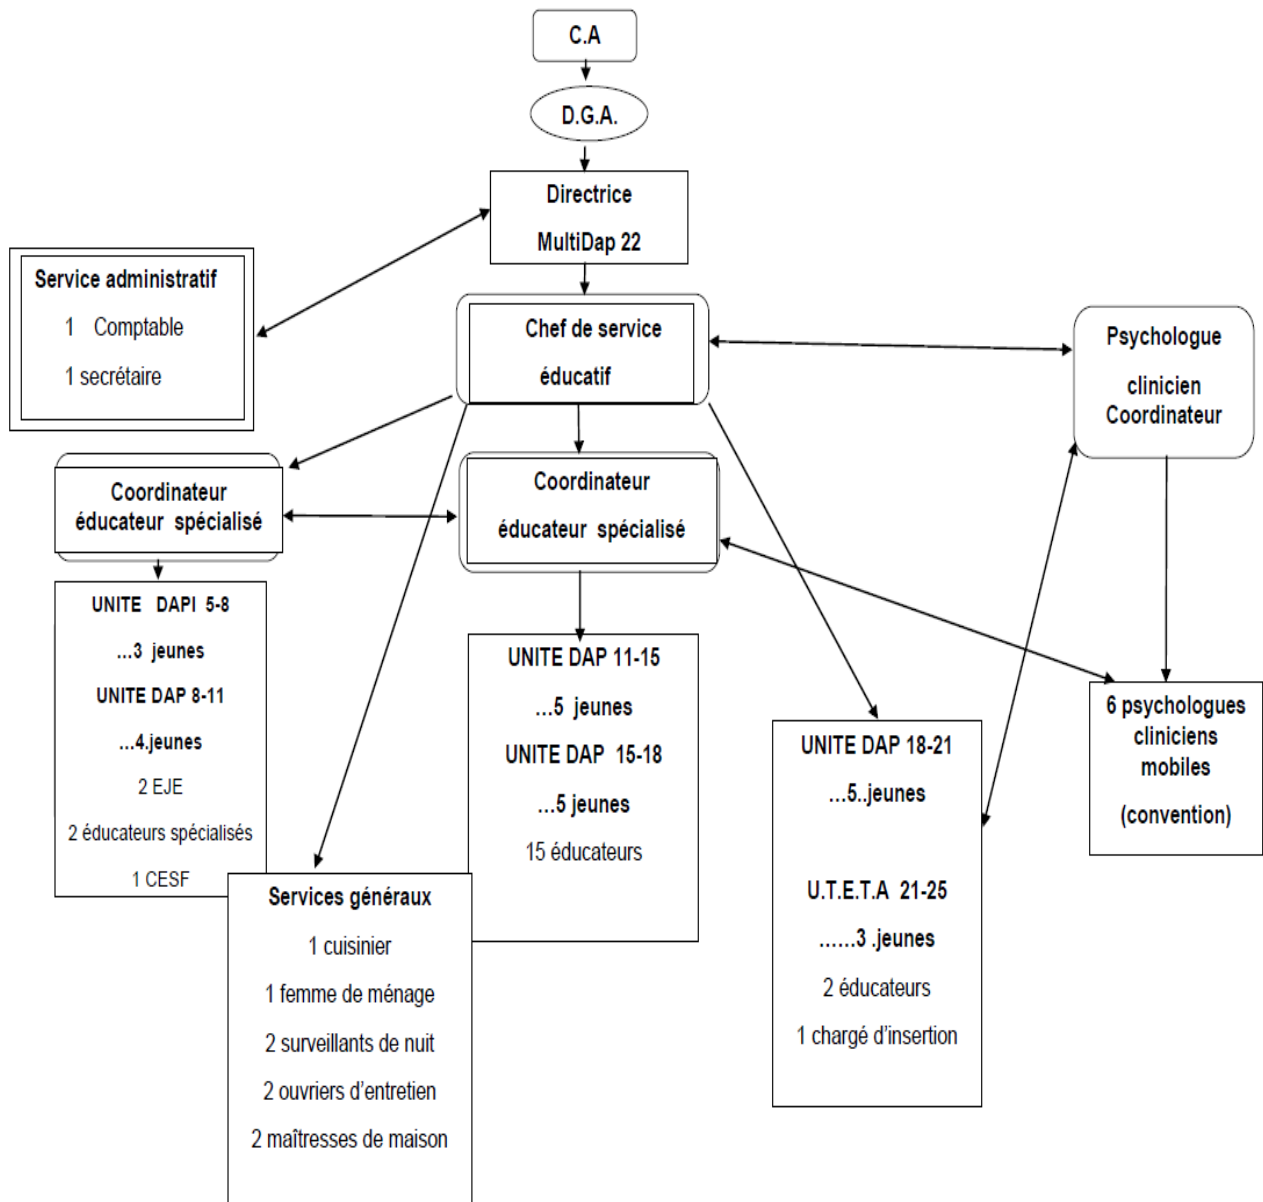 C.A
D.G.A.
Directrice
MultiDap 22
Service administratif
1 Comptable
1 secrétaire
Chef de service
éducatif
Psychologue
clinicien
Coordinateur
Coordinateur
éducateur spécialisé
Coordinateur
éducateur spécialisé
UNITE DAPI 5-8
...3 jeunes
UNITE DAP 8-11
...4.jeunes
2 EJE
2 éducateurs spécialisés
1 CESF
UNITE DAP 11-15
...5 jeunes
UNITE DAP 15-18
...5 jeunes
15 éducateurs
UNITE DAP 18-21
...5..jeunes
U.T.E.T.A 21-25
......3 .jeunes
2 éducateurs
1 chargé d'insertion
6 psychologues
cliniciens
mobiles
(convention)
Services généraux
1 cuisinier
1 femme de ménage
2 surveillants de nuit
2 ouvriers d'entretien
2 maîtresses de maison